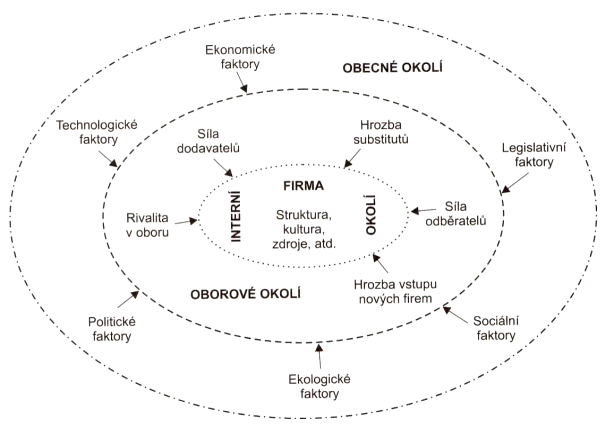 Ekonomické
faktory
OBECNÉ OKOLÍ
Technologické
faktory
Síla
dodavatelů
Hrozba
substitutů
Legislativní
faktory
Rivalita
v oboru
INTERNÍ
FIRMA
Struktura,
kultura,
zdroje, atd.
OKOLÍ
Síla
odběratelů
OBOROVÉ OKOLÍ
Hrozba vstupu
nových firem
Politické
faktory
Sociální
faktory
Ekologické
faktory